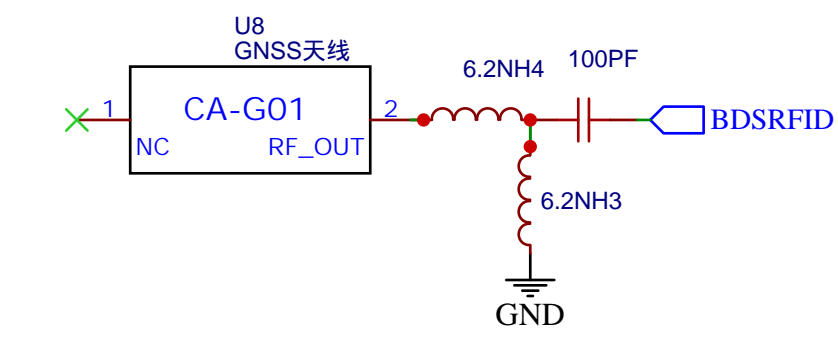 U8
GNSS天线
6.2NH4
100PF
1
CA-G01
2
BDSRFID
NC
RF_OUT
6.2NH3
GND